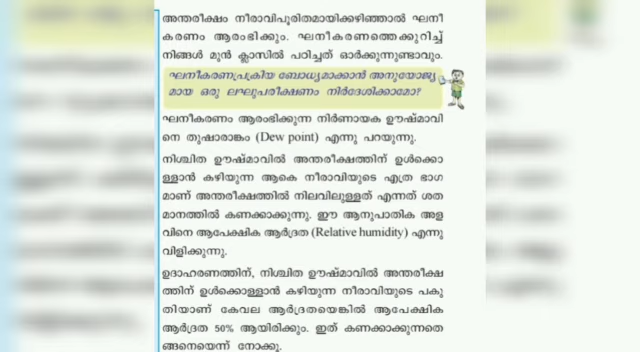 അന്തരീക്ഷം നീരാവിപൂരിതമായിക്കഴിഞ്ഞാൽ ഘനീ
കരണം ആരംഭിക്കും. ഘനീകരണത്തെക്കുറിച്ച്
നിങ്ങൾ മുൻ ക്ലാസിൽ പഠിച്ചത് ഓർക്കുന്നുണ്ടാവും.
ഘനീകരണപ്രക്രിയ ബോധ്യമാക്കാൻ അനുയോജ്യ
മായ ഒരു ലഘുപരീക്ഷണം നിർദേശിക്കാമോ?
ഘനീകരണം ആരംഭിക്കുന്ന നിർണായക ഊഷ്മാവി
നെ തുഷാരാങ്കം (Dew point) എന്നു പറയുന്നു.
നിശ്ചിത ഊഷ്മാവിൽ അന്തരീക്ഷത്തിന് ഉൾക്കൊ
ള്ളാൻ കഴിയുന്ന ആകെ നീരാവിയുടെ എത്ര ഭാഗ
മാണ് അന്തരീക്ഷത്തിൽ നിലവിലുള്ളത് എന്നത് ശത
മാനത്തിൽ കണക്കാക്കുന്നു. ഈ ആനുപാതിക അള
വിനെ ആപേക്ഷിക ആർദ്രത (Relative humidity) എന്നു
വിളിക്കുന്നു.
ഉദാഹരണത്തിന്, നിശ്ചിത ഊഷ്മാവിൽ അന്തരീക്ഷ
ത്തിന് ഉൾക്കൊള്ളാൻ കഴിയുന്ന നീരാവിയുടെ പകു
തിയാണ് കേവല ആർദ്രതയെങ്കിൽ ആപേക്ഷിക
ആർദ്രത 50% ആയിരിക്കും. ഇത് കണക്കാക്കുന്നതെ
ങ്ങനെയെന്ന് നോക്കൂ.